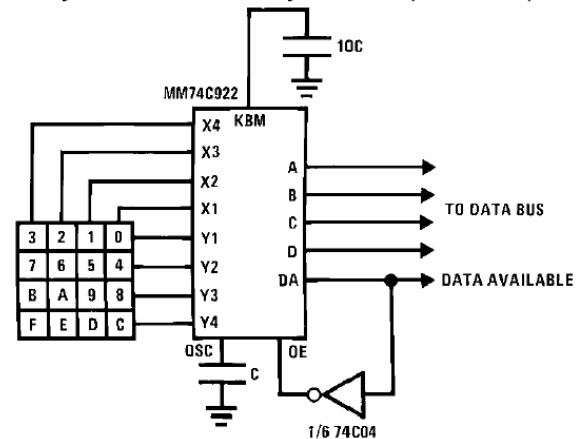 10C
MM74C922
KBM
X4
X3
X2
X1
Y1
Y2
Y3
Y4
A
B
C
D
DA
TO DATA BUS
DATA AVAILABLE
3 2 1 0
7 6 5 4
B A 9 8
F E D C
OSC
OE
C
1/6 74C04